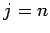 j = n